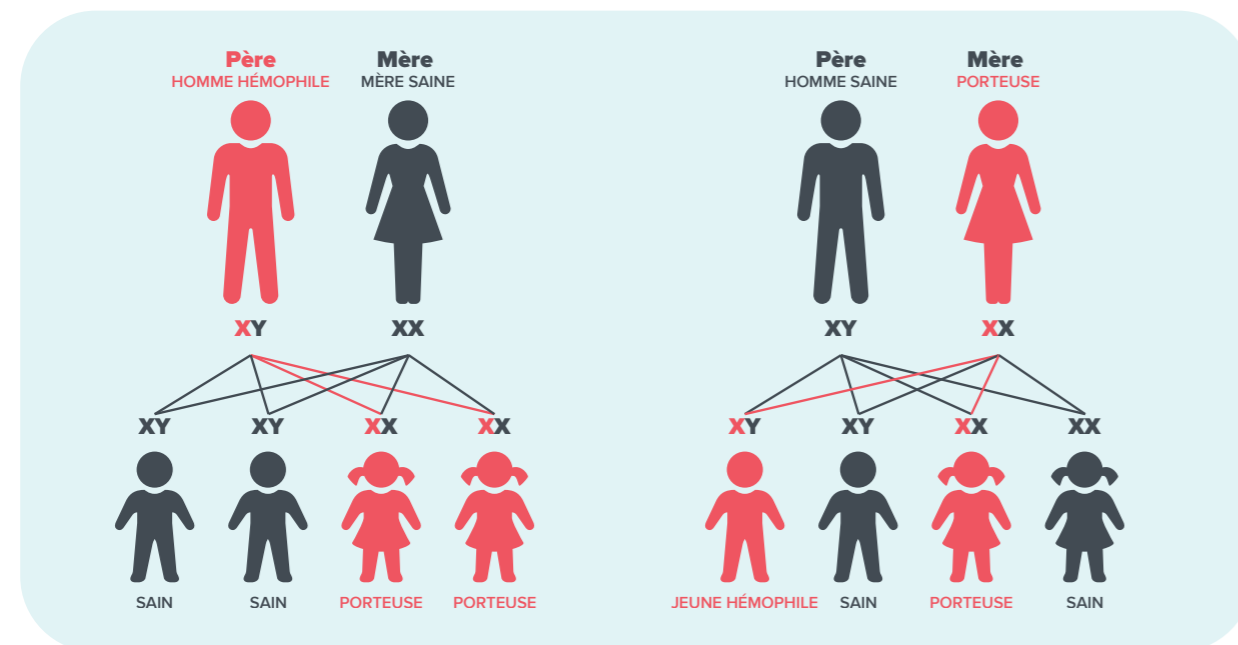 Père
HOMME HÉMOPHILE
Mère
MÈRE SAINE
XY
XX
XY
XY
XX
XX
SAIN
SAIN
PORTEUSE
PORTEUSE
Père
HOMME SAINE
Mère
PORTEUSE
XY
XX
XY
XY
XX
XX
JEUNE HÉMOPHILE
SAIN
PORTEUSE
SAIN